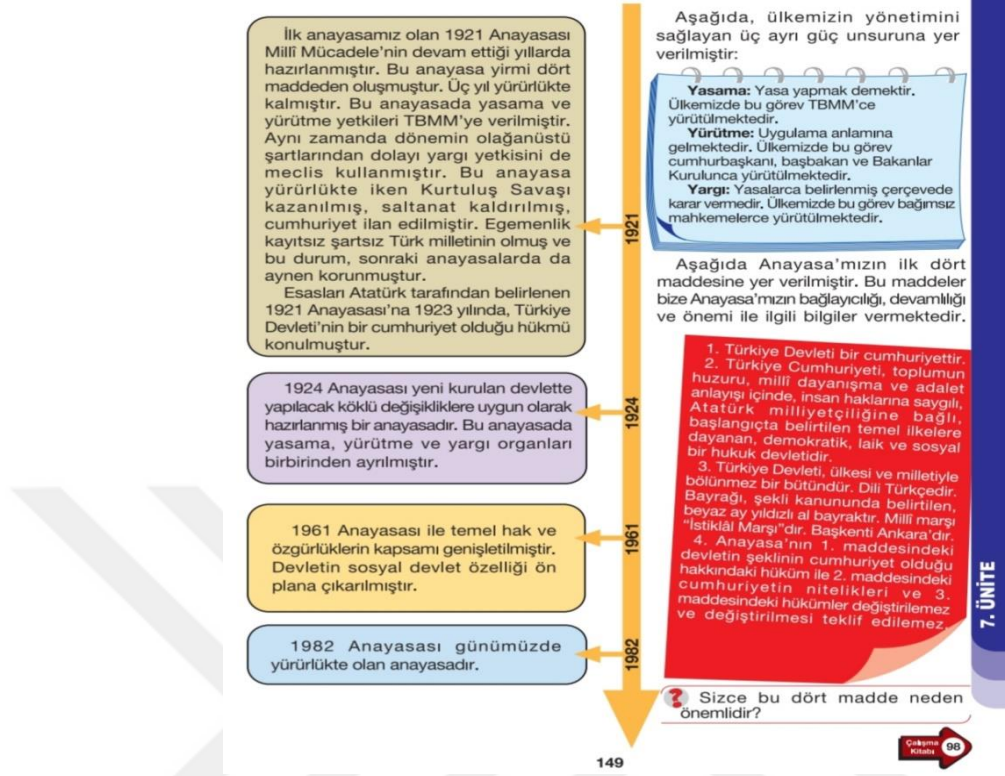 İlk anayasamız olan 1921 Anayasası
Millî Mücadele'nin devam ettiği yıllarda
hazırlanmıştır. Bu anayasa yirmi dört
maddeden oluşmuştur. Üç yıl yürürlükte
kalmıştır. Bu anayasada yasama ve
yürütme yetkileri TBMM'ye verilmiştir.
Aynı zamanda dönemin olağanüstü
şartlarından dolayı yargı yetkisini de
meclis kullanmıştır. Bu anayasa
yürürlükte iken Kurtuluş Savaşı
kazanılmış, saltanat kaldırılmış,
cumhuriyet ilan edilmiştir. Egemenlik
kayıtsız şartsız Türk milletinin olmuş ve
bu durum, sonraki anayasalarda da
aynen korunmuştur.
Esasları Atatürk tarafından belirlenen
1921 Anayasası'na 1923 yılında, Türkiye
Devleti'nin bir cumhuriyet olduğu hükmü
konulmuştur.
1921
1924 Anayasası yeni kurulan devlette
yapılacak köklü değişikliklere uygun olarak
hazırlanmış bir anayasadır. Bu anayasada
yasama, yürütme ve yargı organları
birbirinden ayrılmıştır.
1924
1961 Anayasası ile temel hak ve
özgürlüklerin kapsamı genişletilmiştir.
Devletin sosyal devlet özelliği ön
plana çıkarılmıştır.
1961
1982 Anayasası günümüzde
yürürlükte olan anayasadır.
1982
Aşağıda, ülkemizin yönetimini
sağlayan üç ayrı güç unsuruna yer
verilmiştir:
Yasama: Yasa yapmak demektir.
Ülkemizde bu görev TBMM'ce
yürütülmektedir.
Yürütme: Uygulama anlamına
gelmektedir. Ülkemizde bu görev
cumhurbaşkanı, başbakan ve Bakanlar
Kurulunca yürütülmektedir.
Yargı: Yasalarca belirlenmiş çerçevede
karar vermedir. Ülkemizde bu görev bağımsız
mahkemelerce yürütülmektedir.
Aşağıda Anayasa'mızın ilk dört
maddesine yer verilmiştir. Bu maddeler
bize Anayasa'mızın bağlayıcılığı, devamlılığı
ve önemi ile ilgili bilgiler vermektedir.
1. Türkiye Devleti bir cumhuriyettir.
2. Türkiye Cumhuriyeti, toplumun
huzuru, millî dayanışma ve adalet
anlayışı içinde, insan haklarına saygılı,
Atatürk milliyetçiliğine bağlı,
başlangıçta belirtilen temel ilkelere
dayanan, demokratik, laik ve sosyal
bir hukuk devletidir.
3. Türkiye Devleti, ülkesi ve milletiyle
bölünmez bir bütündür. Dili Türkçedir.
Bayrağı, şekli kanununda belirtilen,
beyaz ay yıldızlı al bayraktır. Millî marşı
"İstiklâl Marşı"dır. Başkenti Ankara'dır.
4. Anayasa'nın 1. maddesindeki
devletin şeklinin cumhuriyet olduğu
hakkındaki hüküm ile 2. maddesindeki
cumhuriyetin nitelikleri ve 3.
maddesindeki hükümler değiştirilemez
ve değiştirilmesi teklif edilemez.
? Sizce bu dört madde neden
önemlidir?
Çalışma
Kitabı 98
7. ÜNİTE
149